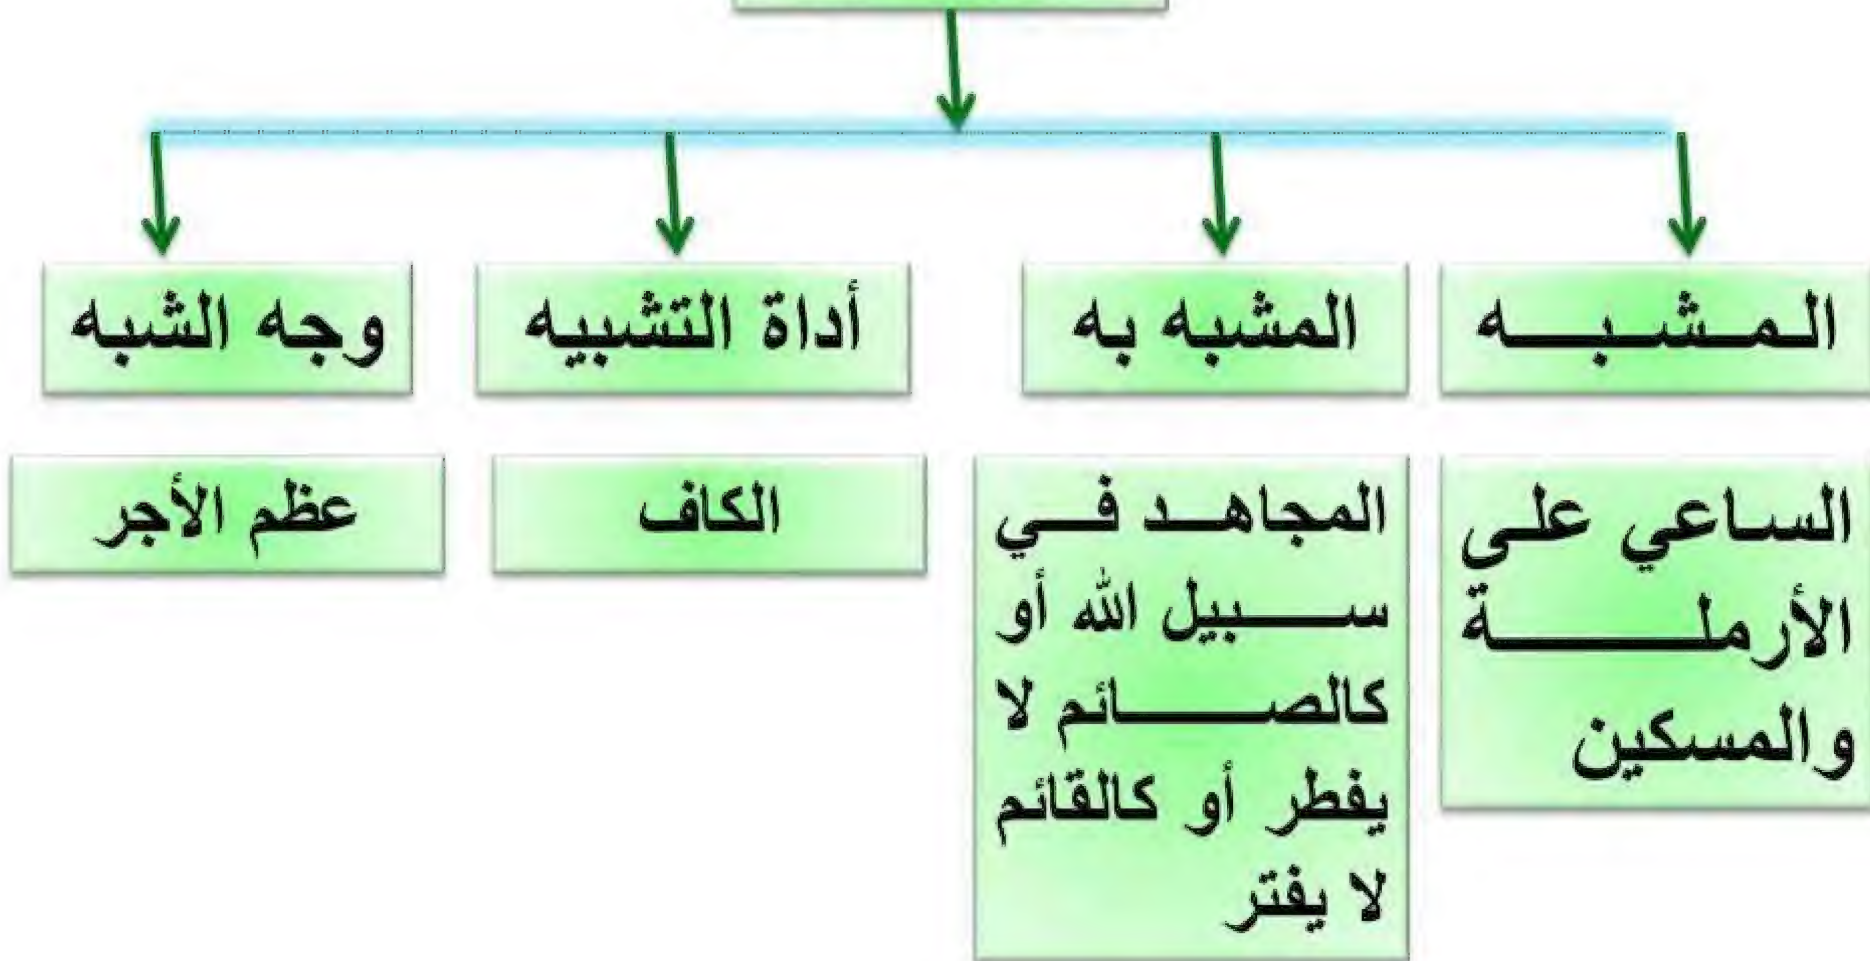 المشبه
المشبه به
أداة التشبيه
وجه الشبه
الساعي على
الأرملة
والمسكين
المجاهد في
سبيل الله أو
كالصائم لا
يفطر أو كالقائم
لا يفتر
الكاف
عظم الأجر